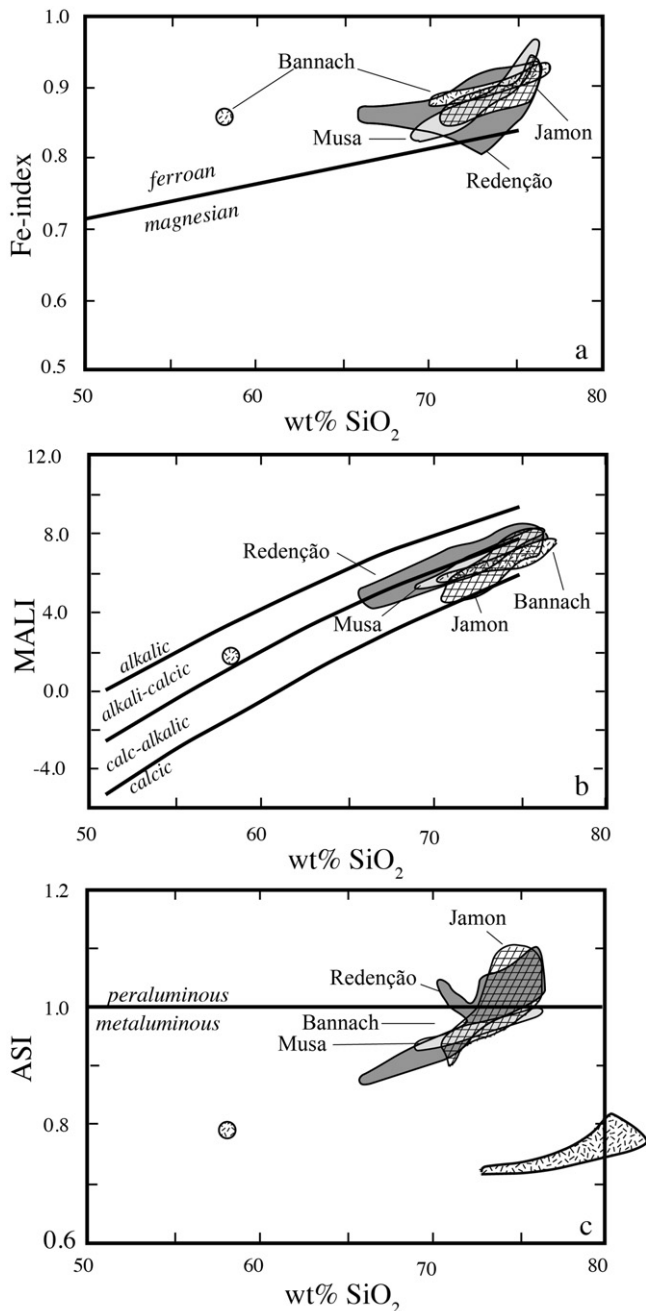 1.0
Bannach
0.9
Musa
Jamon
0.8
ferroan
Redenção
magnesian
0.7
Fe-index
0.6
a
0.5
50
60
70
80
wt% SiO₂
12.0
8.0
Redenção
Musa
Bannach
Jamon
4.0
MALI
alkalic
0.0
alkali-calcic
calc-alkalic
-4.0
calcic
b
50
60
70
80
wt% SiO₂
1.2
Jamon
Redenção
peraluminous
1.0
metaluminous
Bannach
Musa
ASI
0.8
c
0.6
50
60
70
80
wt% SiO₂